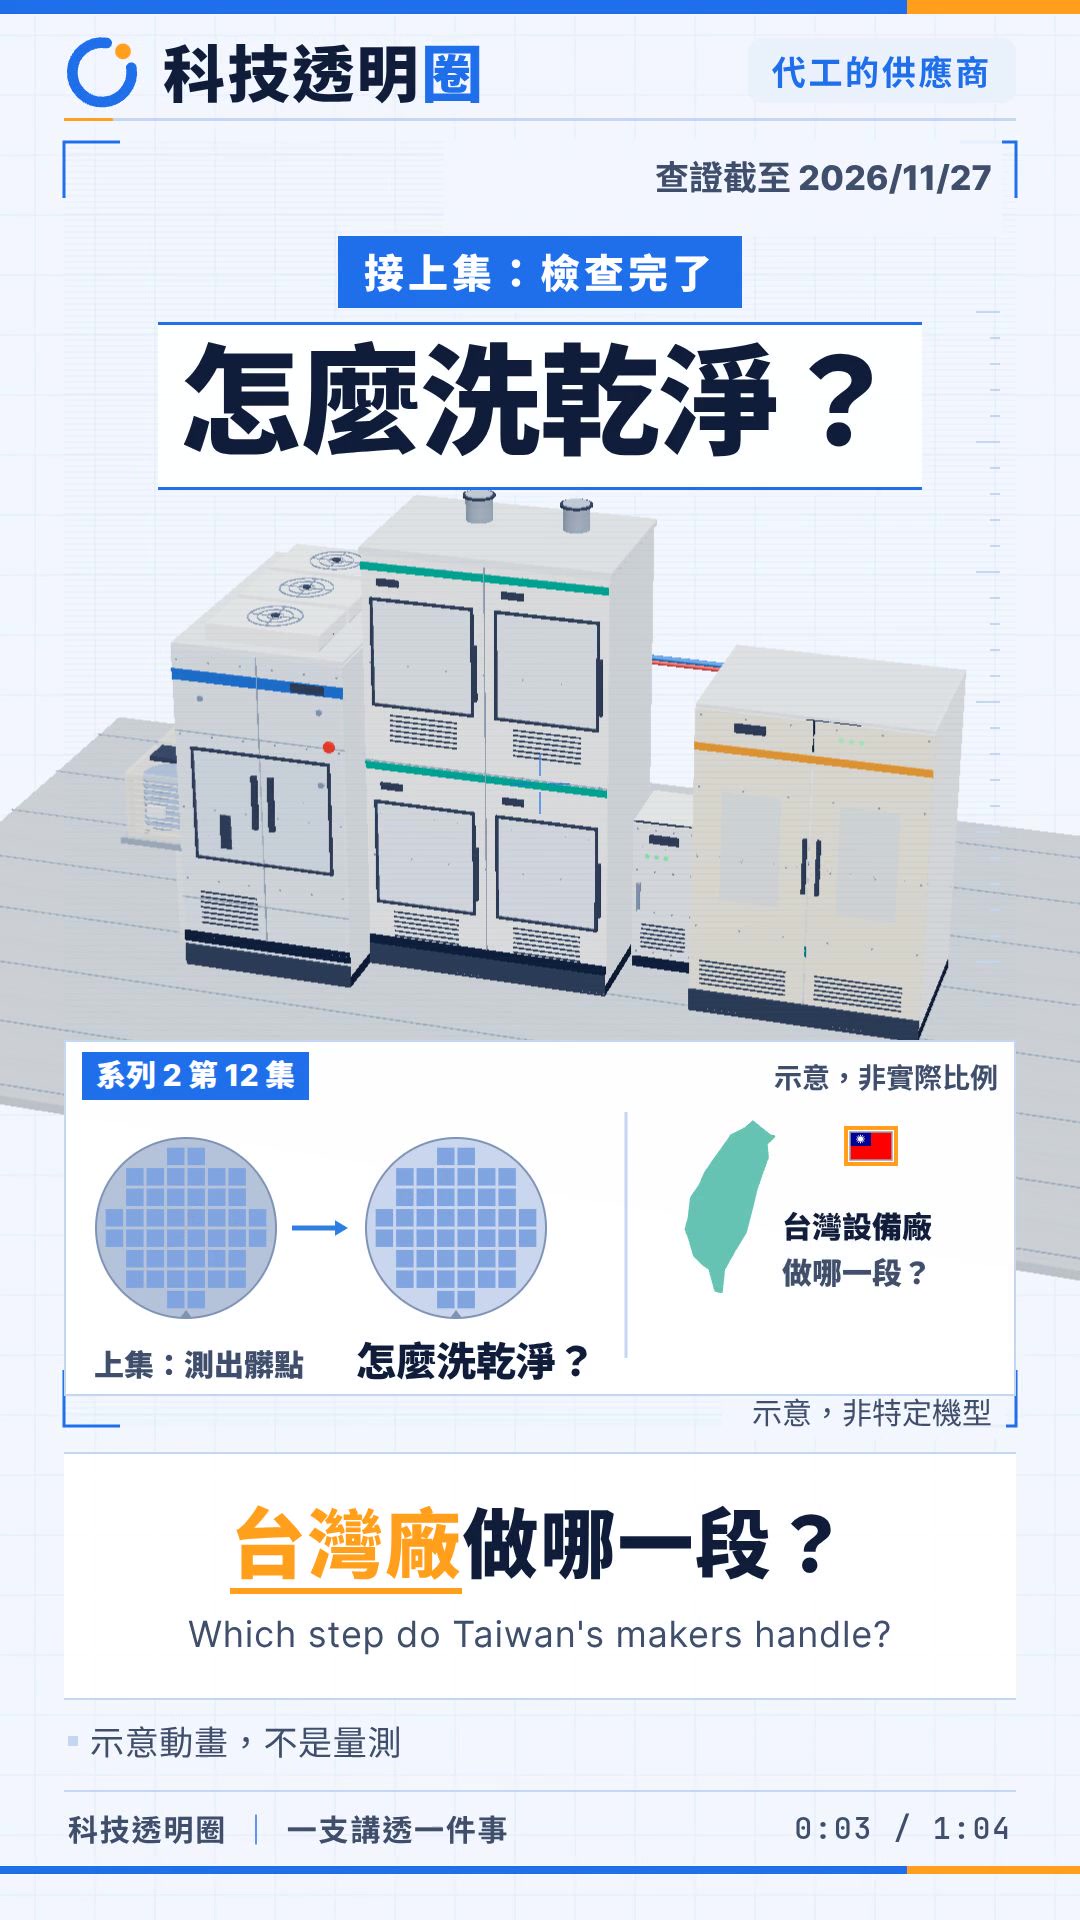 科技透明圈
代工的供應商
查證截至 2026/11/27
接上集：檢查完了
怎麼洗乾淨？
系列 2 第 12 集
示意，非實際比例
台灣設備廠
做哪一段？
上集：測出髒點
怎麼洗乾淨？
示意，非特定機型
台灣廠做哪一段？
Which step do Taiwan's makers handle?
示意動畫，不是量測
科技透明圈｜一支講透一件事
0:03 / 1:04